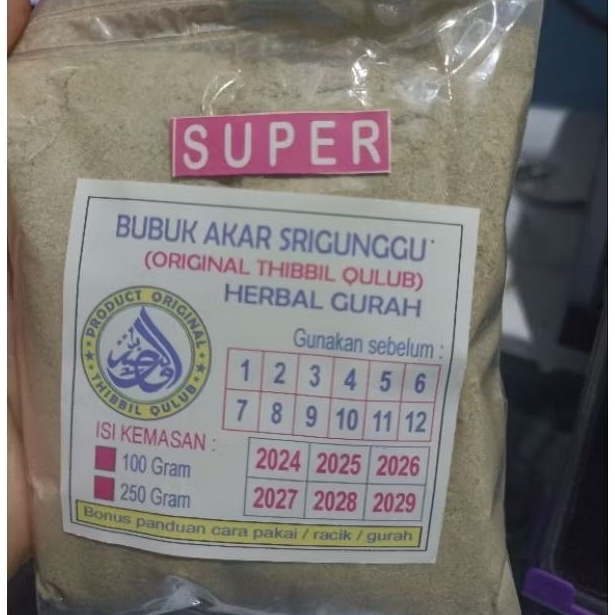 SUPER
BUBUK AKAR SRIGUNGGU
(ORIGINAL THIBBIL QULUB)
HERBAL GURAH
PRODUCT ORIGINAL
THIBBIL QULUB
Gunakan sebelum :
1 2 3 4 5 6
7 8 9 10 11 12
ISI KEMASAN :
100 Gram
250 Gram
2024 2025 2026
2027 2028 2029
Bonus panduan cara pakai / racik / gurah